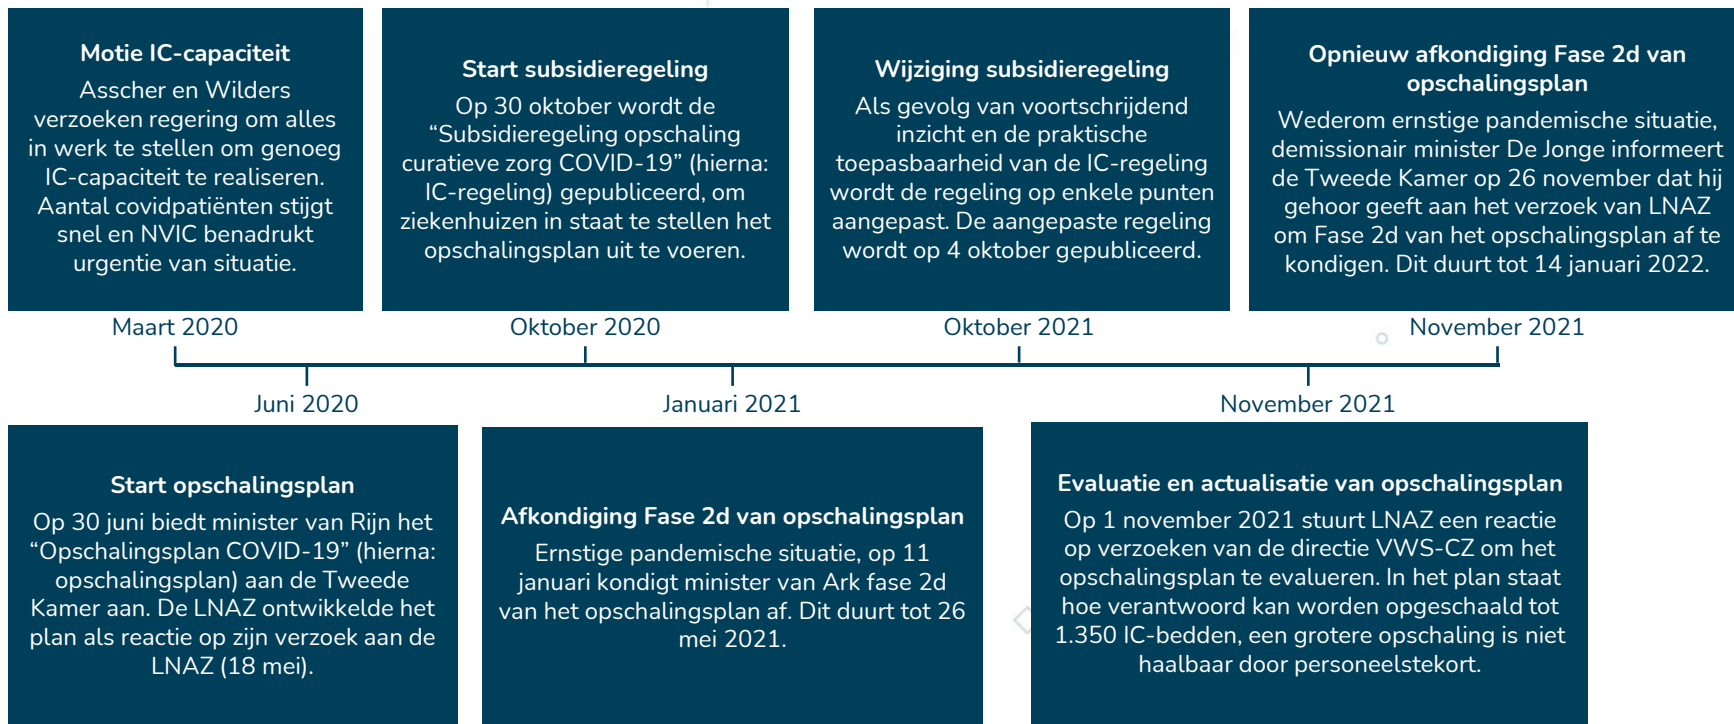 Motie IC-capaciteit
Asscher en Wilders
verzoeken regering om alles
in werk te stellen om genoeg
IC-capaciteit te realiseren.
Aantal covidpatiënten stijgt
snel en NVIC benadrukt
urgentie van situatie.
Start subsidieregeling
Op 30 oktober wordt de
“Subsidieregeling opschaling
curatieve zorg COVID-19” (hierna:
IC-regeling) gepubliceerd, om
ziekenhuizen in staat te stellen het
opschalingsplan uit te voeren.
Wijziging subsidieregeling
Als gevolg van voortschrijdend
inzicht en de praktische
toepasbaarheid van de IC-regeling
wordt de regeling op enkele punten
aangepast. De aangepaste regeling
wordt op 4 oktober gepubliceerd.
Opnieuw afkondiging Fase 2d van
opschalingsplan
Wederom ernstige pandemische situatie,
demissionair minister De Jonge informeert
de Tweede Kamer op 26 november dat hij
gehoor geeft aan het verzoek van LNAZ
om Fase 2d van het opschalingsplan af te
kondigen. Dit duurt tot 14 januari 2022.
Maart 2020
Oktober 2020
Oktober 2021
November 2021
Juni 2020
Januari 2021
November 2021
Start opschalingsplan
Op 30 juni biedt minister van Rijn het
“Opschalingsplan COVID-19” (hierna:
opschalingsplan) aan de Tweede
Kamer aan. De LNAZ ontwikkelde het
plan als reactie op zijn verzoek aan de
LNAZ (18 mei).
Afkondiging Fase 2d van opschalingsplan
Ernstige pandemische situatie, op 11
januari kondigt minister van Ark fase 2d
van het opschalingsplan af. Dit duurt tot 26
mei 2021.
Evaluatie en actualisatie van opschalingsplan
Op 1 november 2021 stuurt LNAZ een reactie
op verzoeken van de directie VWS-CZ om het
opschalingsplan te evalueren. In het plan staat
hoe verantwoord kan worden opgeschaald tot
1.350 IC-bedden, een grotere opschaling is niet
haalbaar door personeelstekort.